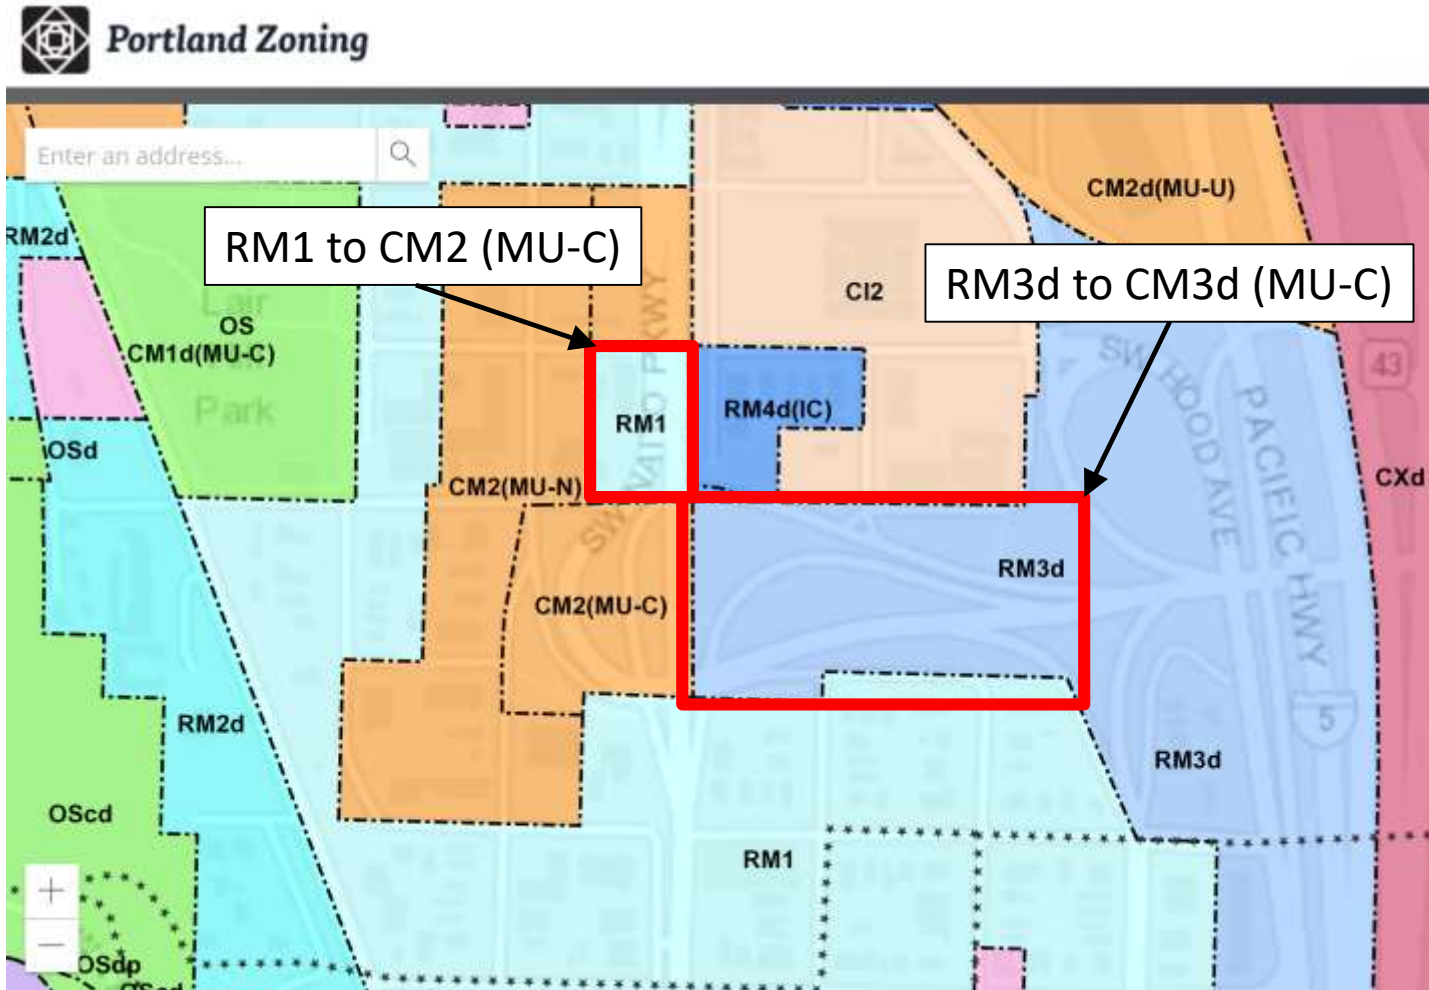 Portland Zoning
Enter an address...
CM2d(MU-U)
RM2d
RM1 to CM2 (MU-C)
RM3d to CM3d (MU-C)
CI2
Lair
OS
CM1d(MU-C)
Park
SW HOOD AVE
PACIFIC HWY
43
RM1
RM4d(IC)
OSd
CXd
CM2(MU-N)
RM3d
CM2(MU-C)
5
RM2d
RM3d
OScd
RM1
+
−
OSdp